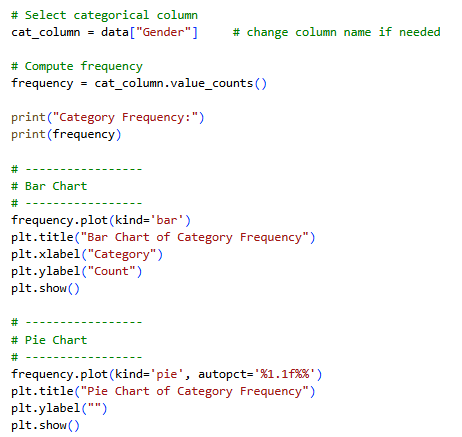 # Select categorical column
cat_column = data["Gender"]     # change column name if needed

# Compute frequency
frequency = cat_column.value_counts()

print("Category Frequency:")
print(frequency)

# -----------------
# Bar Chart
# -----------------
frequency.plot(kind='bar')
plt.title("Bar Chart of Category Frequency")
plt.xlabel("Category")
plt.ylabel("Count")
plt.show()

# -----------------
# Pie Chart
# -----------------
frequency.plot(kind='pie', autopct='%1.1f%%')
plt.title("Pie Chart of Category Frequency")
plt.ylabel("")
plt.show()